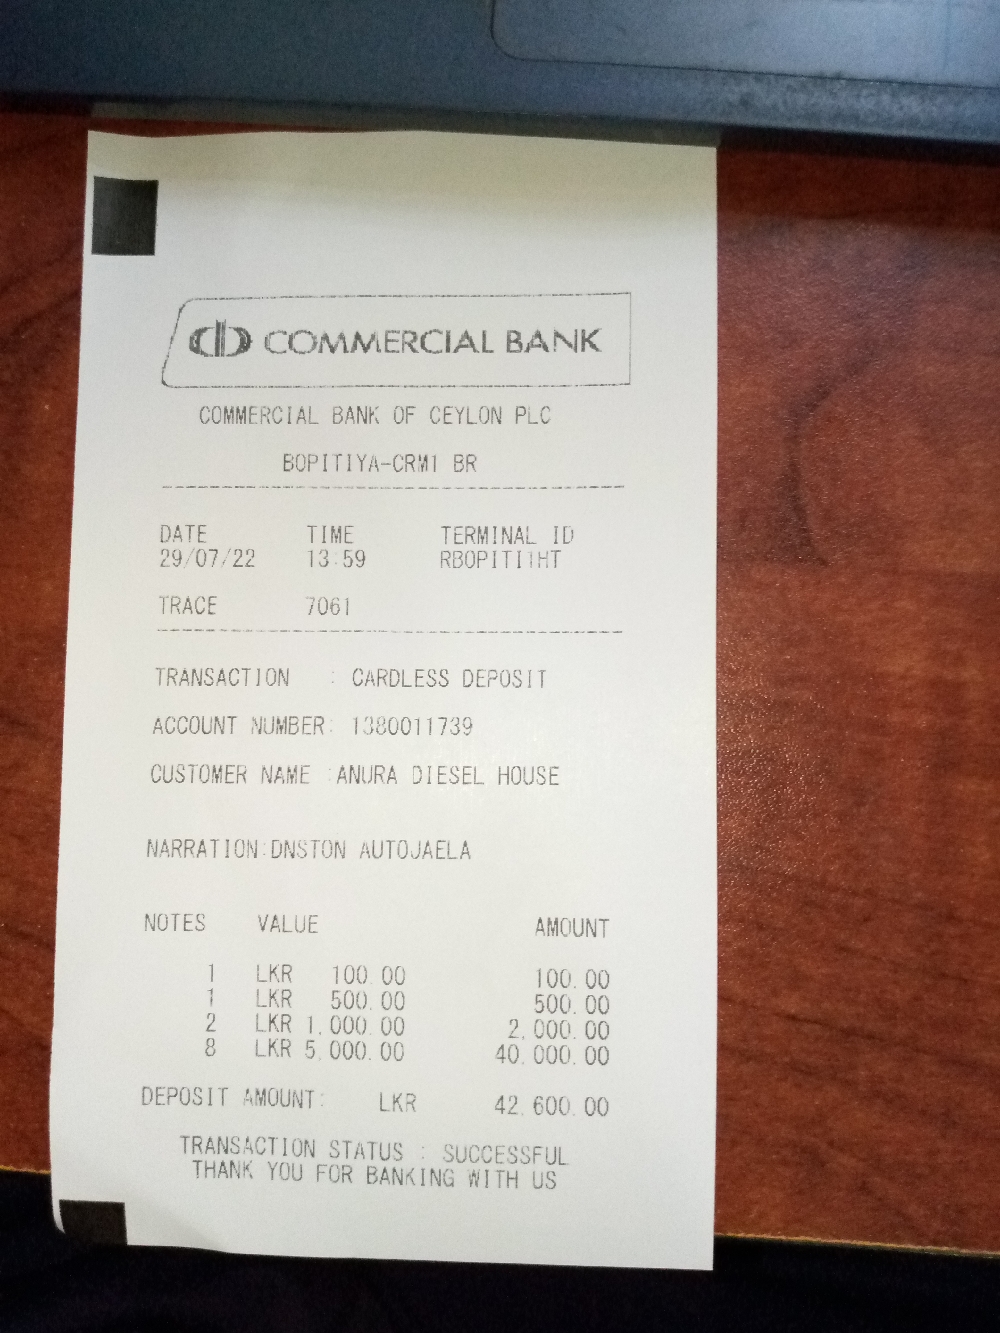 COMMERCIAL BANK
COMMERCIAL BANK OF CEYLON PLC
BOPITIYA-CRM1 BR
DATE TIME TERMINAL ID
29/07/22 13:59 RBOPITI1HT
TRACE 7061
TRANSACTION : CARDLESS DEPOSIT
ACCOUNT NUMBER: 1380011739
CUSTOMER NAME :ANURA DIESEL HOUSE
NARRATION:DNSTON AUTOJAELA
NOTES VALUE AMOUNT
1 LKR 100.00 100.00
1 LKR 500.00 500.00
2 LKR 1,000.00 2,000.00
8 LKR 5,000.00 40,000.00
DEPOSIT AMOUNT: LKR 42,600.00
TRANSACTION STATUS : SUCCESSFUL
THANK YOU FOR BANKING WITH US